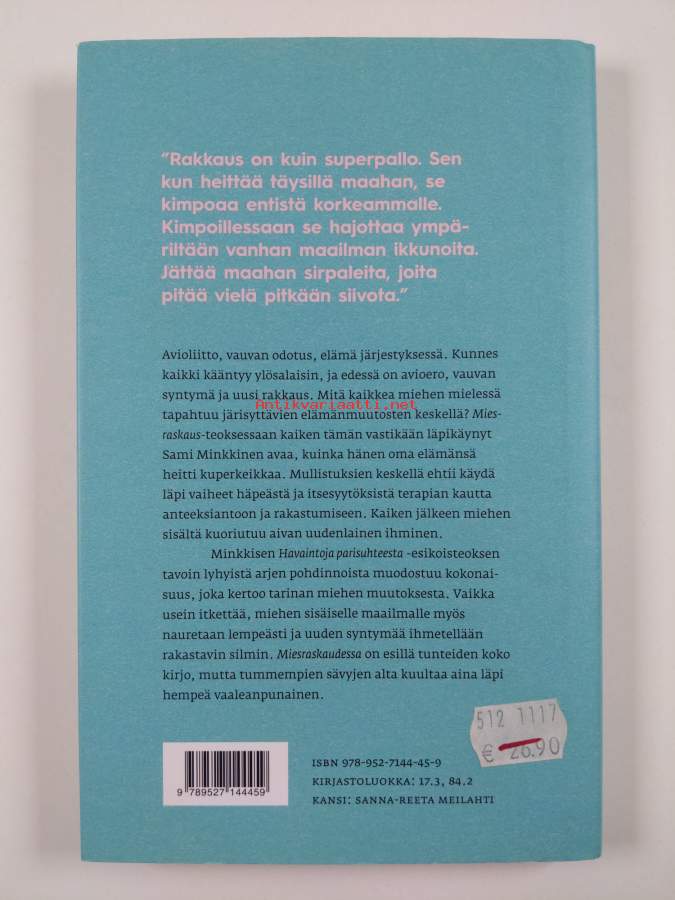 ”Rakkaus on kuin superpallo. Sen
kun heittää täysillä maahan, se
kimpoaa entistä korkeammalle.
Kimpoillessaan se hajottaa ympä-
riltään vanhan maailman ikkunoita.
Jättää maahan sirpaleita, joita
pitää vielä pitkään siivota.”
Avioliitto, vauvan odotus, elämä järjestyksessä. Kunnes
kaikki kääntyy ylösalaisin, ja edessä on avioero, vauvan
syntymä ja uusi rakkaus. Mitä kaikkea miehen mielessä
Antikvariaatti.net
tapahtuu järisyttävien elämänmuutosten keskellä? Mies-
raskaus-teoksessaan kaiken tämän vastikään läpikäynyt
Sami Minkkinen avaa, kuinka hänen oma elämänsä
heitti kuperkeikkaa. Mullistuksien keskellä ehtii käydä
läpi vaiheet häpeästä ja itsesyytöksistä terapian kautta
anteeksiantoon ja rakastumiseen. Kaiken jälkeen miehen
sisältä kuoriutuu aivan uudenlainen ihminen.
Minkkisen Havaintoja parisuhteesta -esikoisteoksen
tavoin lyhyistä arjen pohdinnoista muodostuu kokonai-
suus, joka kertoo tarinan miehen muutoksesta. Vaikka
usein itkettää, miehen sisäiselle maailmalle myös
nauretaan lempeästi ja uuden syntymää ihmetellään
rakastavin silmin. Miesraskaudessa on esillä tunteiden koko
kirjo, mutta tummempien sävyjen alta kuultaa aina läpi
hempeä vaaleanpunainen.
512 1117
€ 26.90
ISBN 978-952-7144-45-9
KIRJASTOLUOKKA: 17.3, 84.2
KANSI: SANNA-REETA MEILAHTI
9 789527 144459